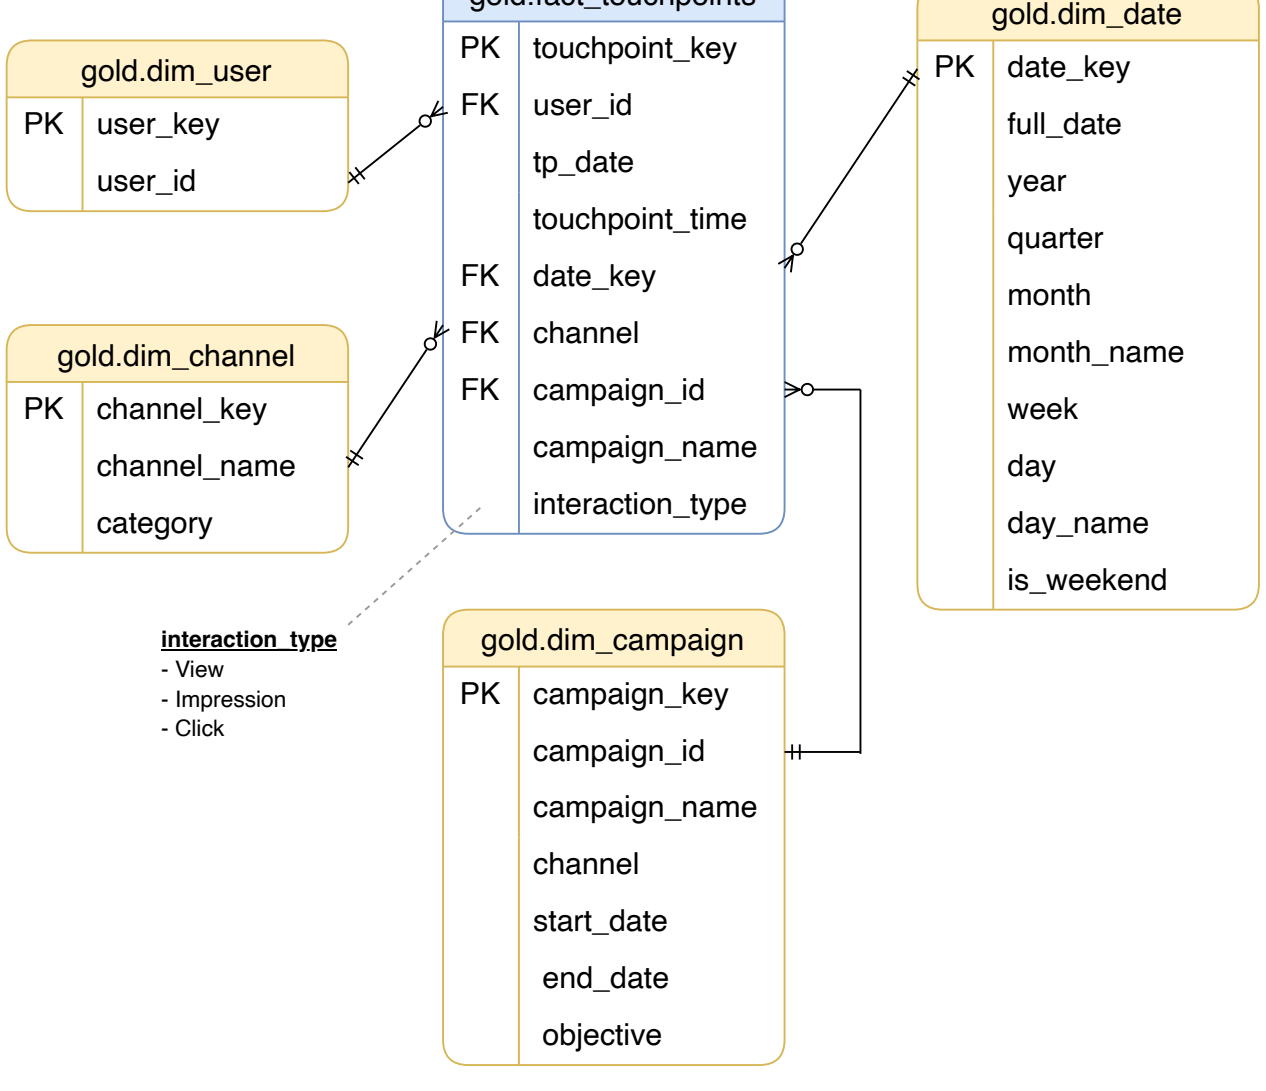 gold.dim_user
PK user_key
user_id
gold.dim_channel
PK channel_key
channel_name
category
gold.fact_touchpoints
PK touchpoint_key
FK user_id
tp_date
touchpoint_time
FK date_key
FK channel
FK campaign_id
campaign_name
interaction_type
gold.dim_date
PK date_key
full_date
year
quarter
month
month_name
week
day
day_name
is_weekend
interaction_type
- View
- Impression
- Click
gold.dim_campaign
PK campaign_key
campaign_id
campaign_name
channel
start_date
end_date
objective